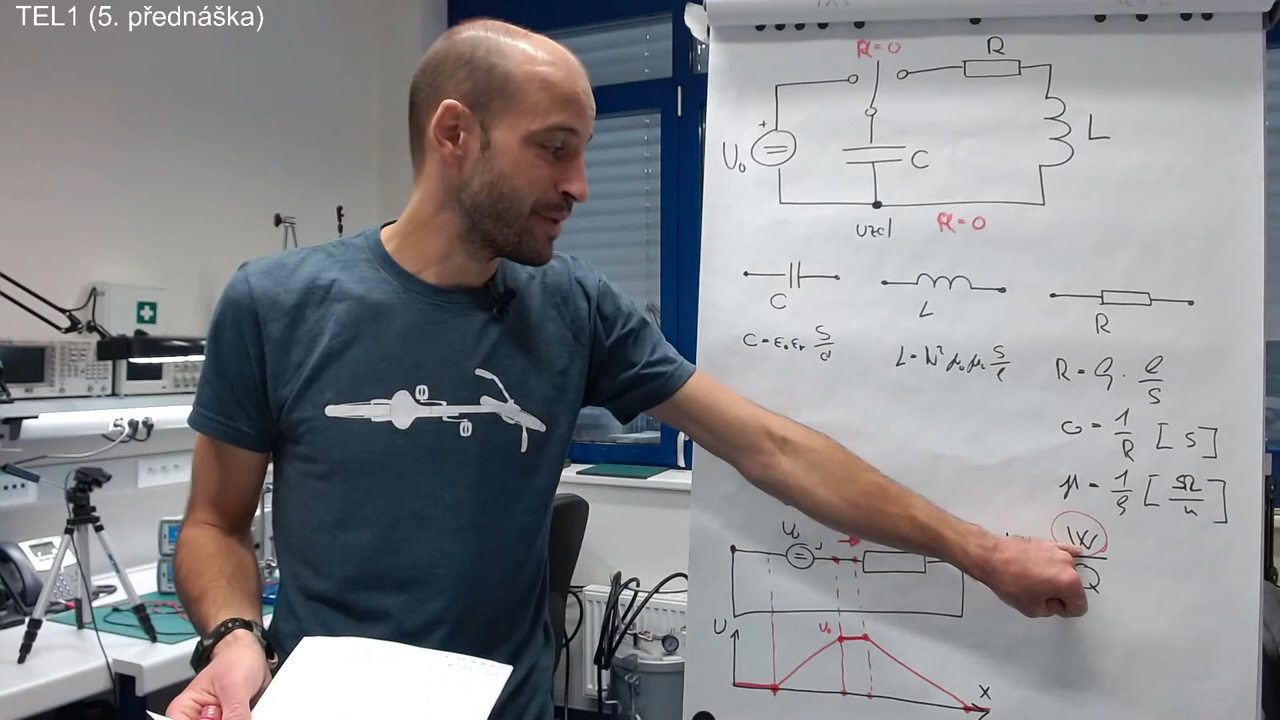 TEL1 (5. přednáška)
R=0
R
+
U₀
C
L
uzel
R=0
C
L
R
C=ε₀εᵣ S/d
L=N²μ₀μᵣ S/ℓ
R=ρ·ℓ/S
G=1/R [S]
1/ρ
U₀
W
Q
U
U₀
X